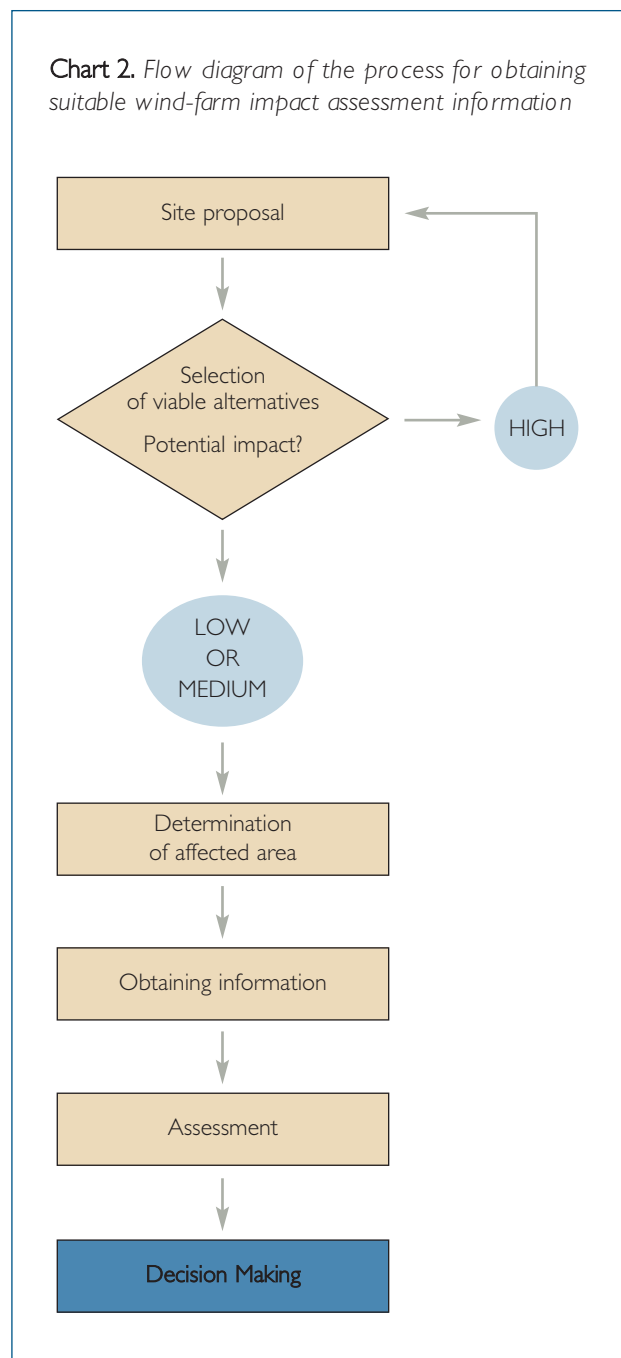 Chart 2. Flow diagram of the process for obtaining
suitable wind-farm impact assessment information
Site proposal
Selection
of viable alternatives
Potential impact?
HIGH
LOW
OR
MEDIUM
Determination
of affected area
Obtaining information
Assessment
Decision Making